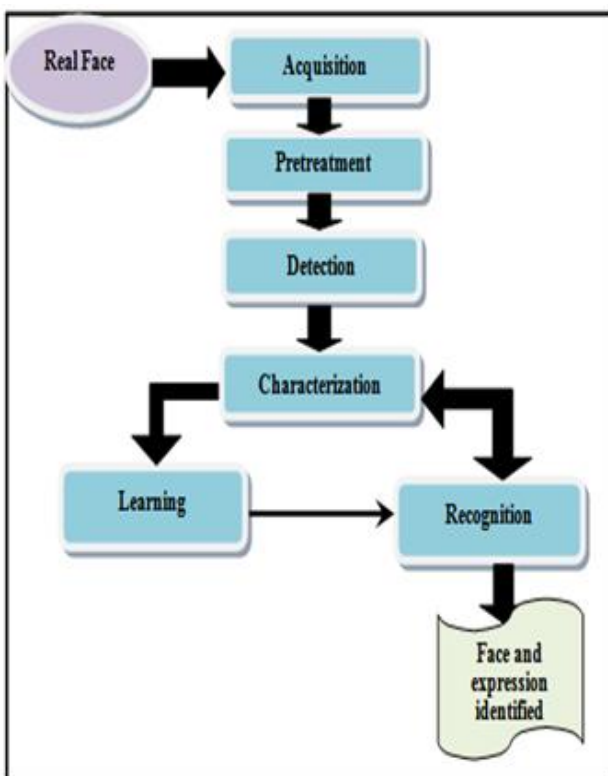 Real Face
Acquisition
Pretreatment
Detection
Characterization
Learning
Recognition
Face and
expression
identified